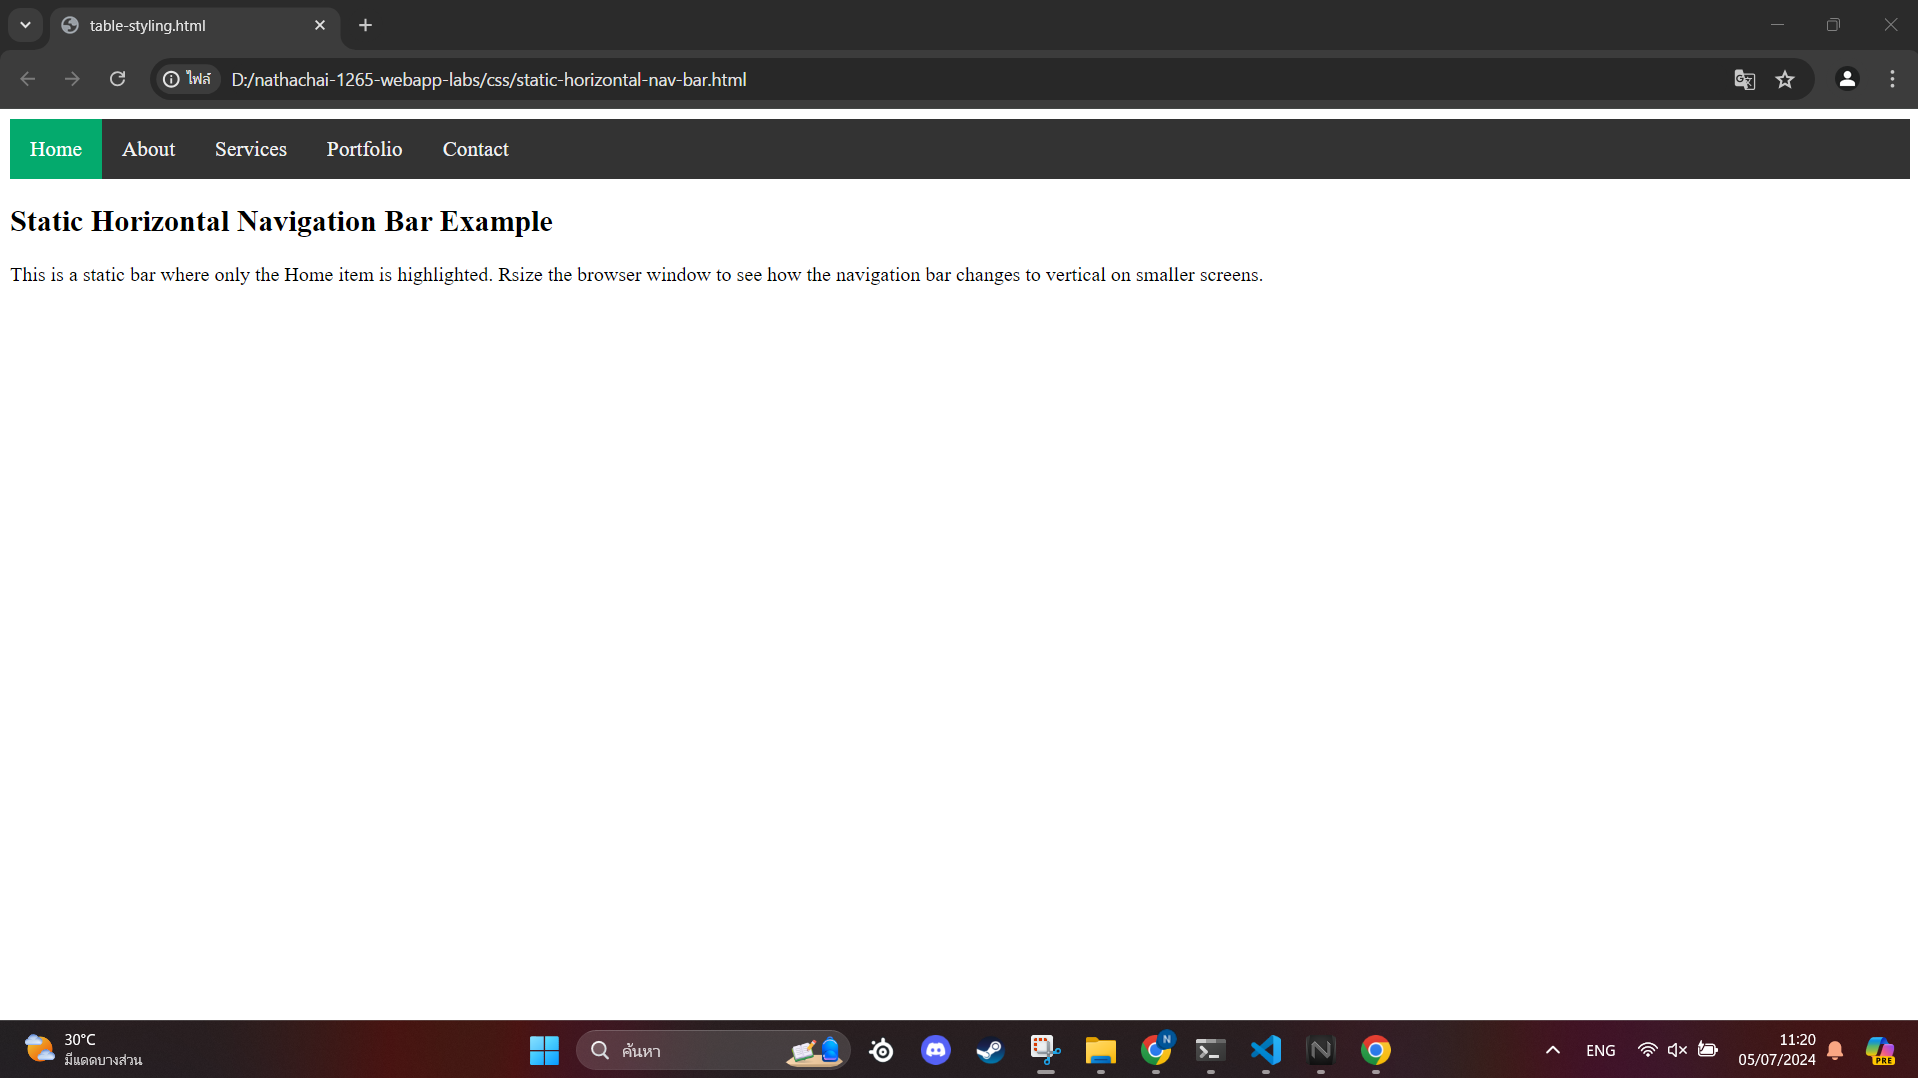 table-styling.html
ไฟล์ D:/nathachai-1265-webapp-labs/css/static-horizontal-nav-bar.html
Home About Services Portfolio Contact
Static Horizontal Navigation Bar Example
This is a static bar where only the Home item is highlighted. Rsize the browser window to see how the navigation bar changes to vertical on smaller screens.
30°C
มีแดดบางส่วน
ค้นหา
N
ENG
11:20
05/07/2024
PRE